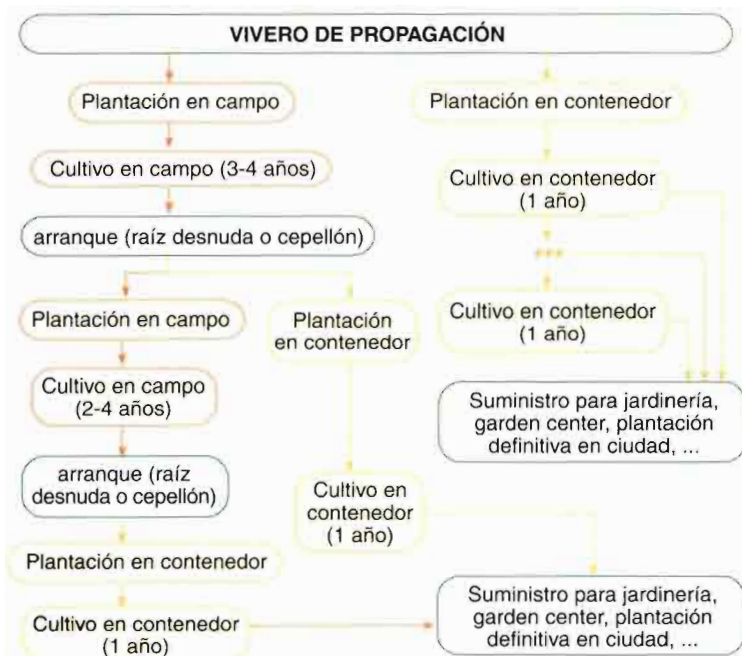 VIVERO DE PROPAGACIÓN
Plantación en campo
Cultivo en campo (3-4 años)
arranque (raíz desnuda o cepellón)
Plantación en campo
Cultivo en campo
(2-4 años)
arranque (raíz
desnuda o cepellón)
Plantación en contenedor
Cultivo en contenedor
(1 año)
Plantación
en contenedor
Cultivo en
contenedor
(1 año)
Suministro para jardinería,
garden center, plantación
definitiva en ciudad, ...
Plantación en contenedor
Cultivo en contenedor
(1 año)
Cultivo en contenedor
(1 año)
Suministro para jardinería,
garden center, plantación
definitiva en ciudad, ...